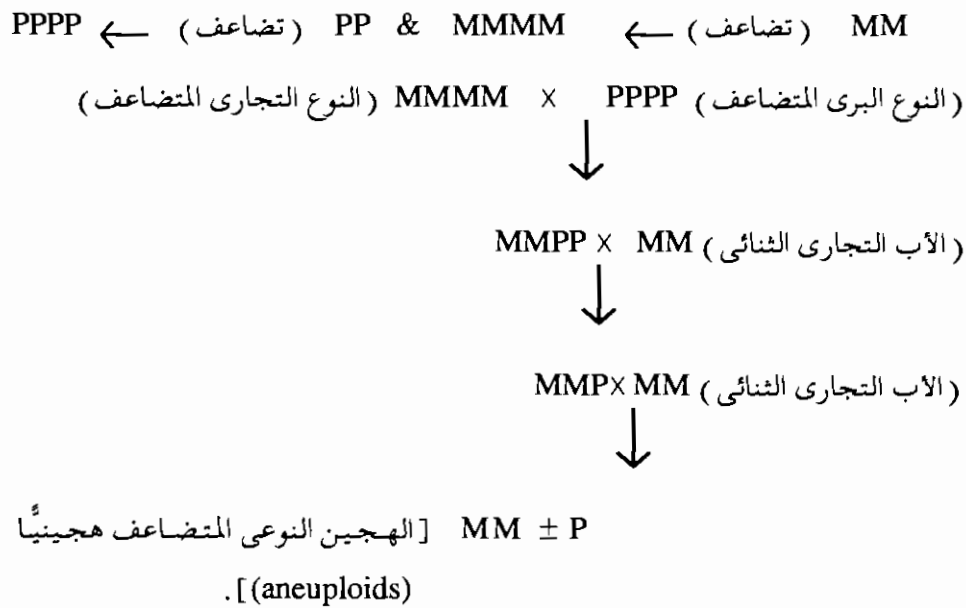 MM (تضاعف) ← MMMM & PP (تضاعف) ← PPPP
(النوع البرى المتضاعف) PPPP × MMMM (النوع التجارى المتضاعف)
(الأب التجارى الثنائى) MMPP × MM
(الأب التجارى الثنائى) MMP× MM
MM ± P [الهجين النوعى المتضاعف هجينيًّا
(aneuploids)].